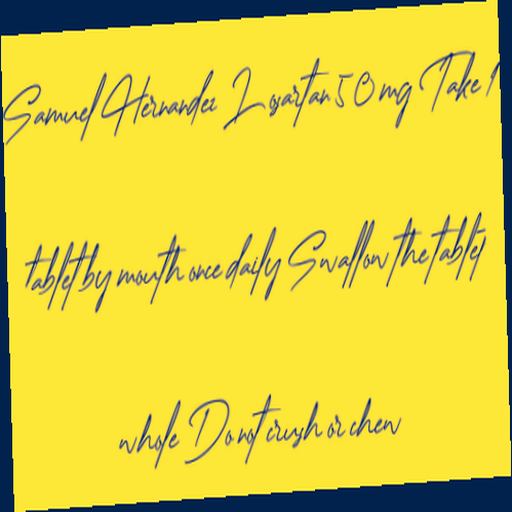 Samuel Hernandez Losartan 50 mg Take 1
tablet by mouth once daily Swallow the tablet
whole Do not crush or chew